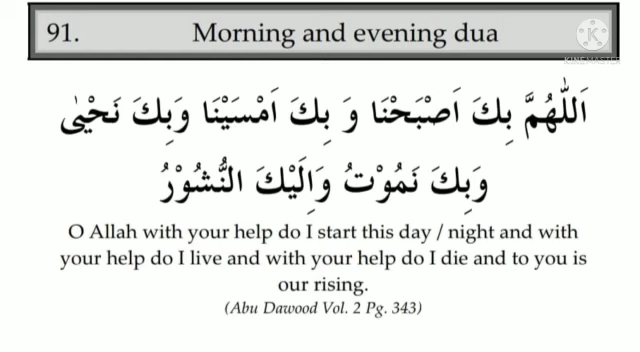 91. Morning and evening dua
KINEMASTER
اَللّٰهُمَّ بِكَ اَصْبَحْنَا وَ بِكَ اَمْسَيْنَا وَبِكَ نَحْيٰى
وَبِكَ نَمُوْتُ وَاِلَيْكَ النُّشُوْرُ
O Allah with your help do I start this day / night and with
your help do I live and with your help do I die and to you is
our rising.
(Abu Dawood Vol. 2 Pg. 343)